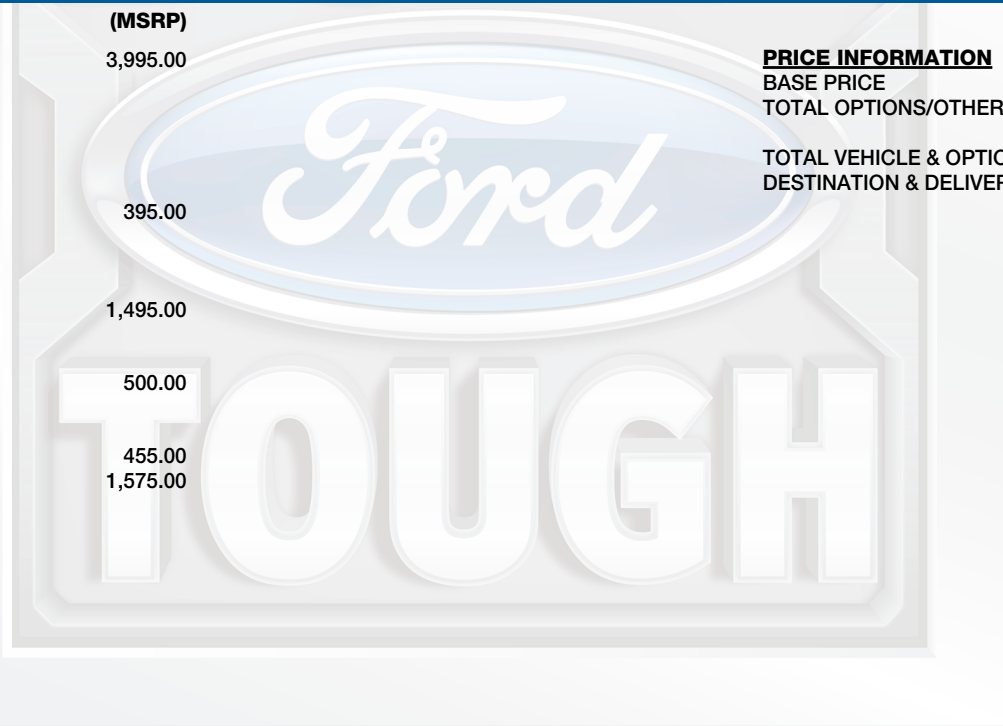 (MSRP)
3,995.00
395.00
1,495.00
500.00
455.00
1,575.00
PRICE INFORMATION
BASE PRICE
TOTAL OPTIONS/OTHER
TOTAL VEHICLE & OPTIO
DESTINATION & DELIVER
Ford
TOUGH